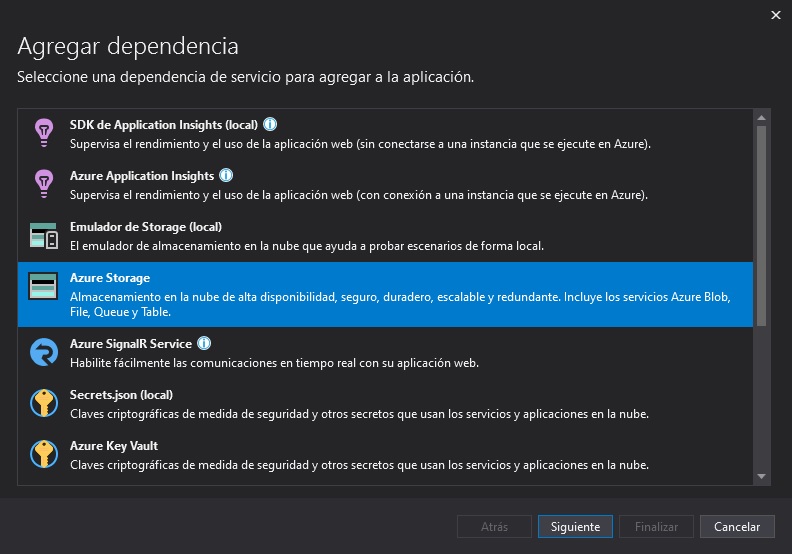 Agregar dependencia
Seleccione una dependencia de servicio para agregar a la aplicación.
SDK de Application Insights (local)
Supervisa el rendimiento y el uso de la aplicación web (sin conectarse a una instancia que se ejecute en Azure).
Azure Application Insights
Supervisa el rendimiento y el uso de la aplicación web (con conexión a una instancia que se ejecute en Azure).
Emulador de Storage (local)
El emulador de almacenamiento en la nube que ayuda a probar escenarios de forma local.
Azure Storage
Almacenamiento en la nube de alta disponibilidad, seguro, duradero, escalable y redundante. Incluye los servicios Azure Blob,
File, Queue y Table.
Azure SignalR Service
Habilite fácilmente las comunicaciones en tiempo real con su aplicación web.
Secrets.json (local)
Claves criptográficas de medida de seguridad y otros secretos que usan los servicios y aplicaciones en la nube.
Azure Key Vault
Claves criptográficas de medida de seguridad y otros secretos que usan los servicios y aplicaciones en la nube.
Atrás Siguiente Finalizar Cancelar